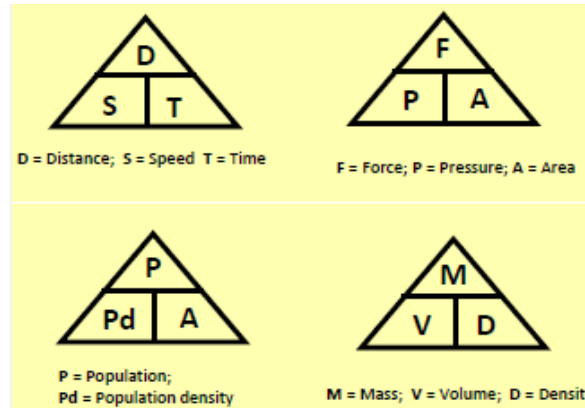 D
S T
D = Distance; S = Speed T = Time
F
P A
F = Force; P = Pressure; A = Area
P
Pd A
P = Population;
Pd = Population density
M
V D
M = Mass; V = Volume; D = Densit